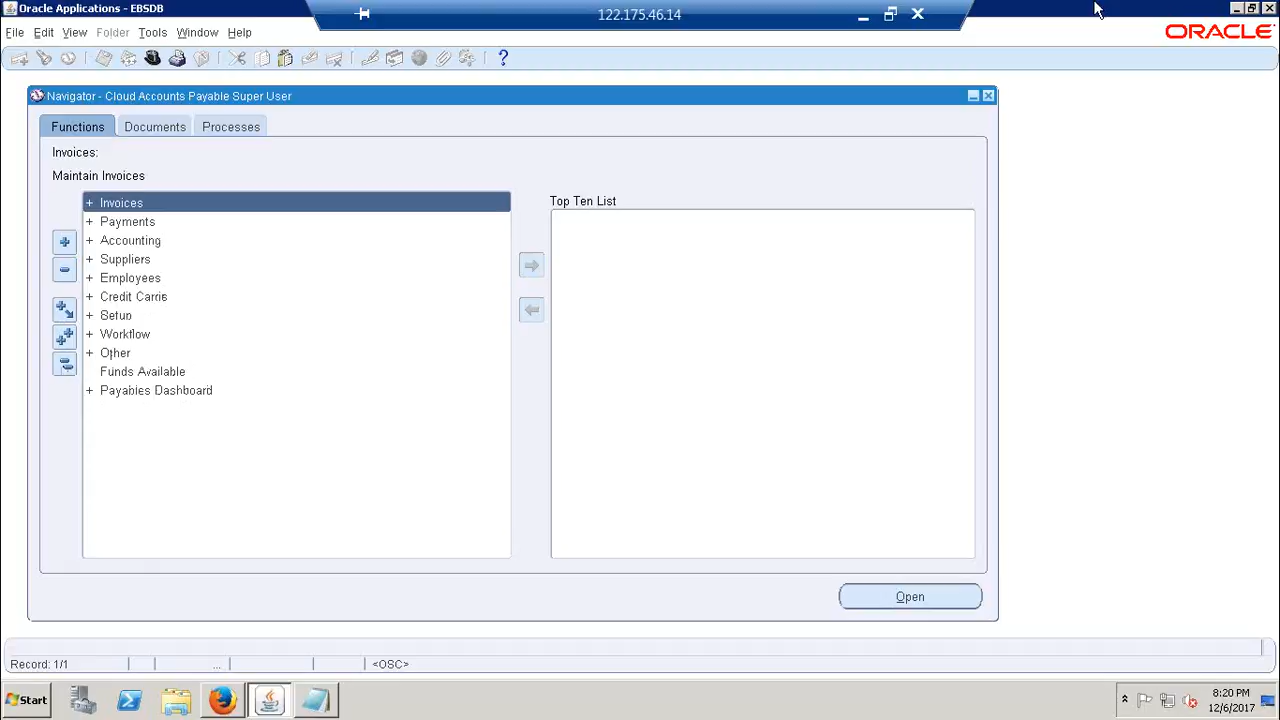 Oracle Applications - EBSDB
122.175.46.14
File Edit View Folder Tools Window Help
ORACLE
Navigator - Cloud Accounts Payable Super User
Functions Documents Processes
Invoices:
Maintain Invoices
+ Invoices
+ Payments
+ Accounting
+ Suppliers
+ Employees
+ Credit Carris
+ Setup
+ Workflow
+ Other
Funds Available
+ Payables Dashboard
Top Ten List
Open
Record: 1/1 ... <OSC>
Start
8:20 PM
12/6/2017